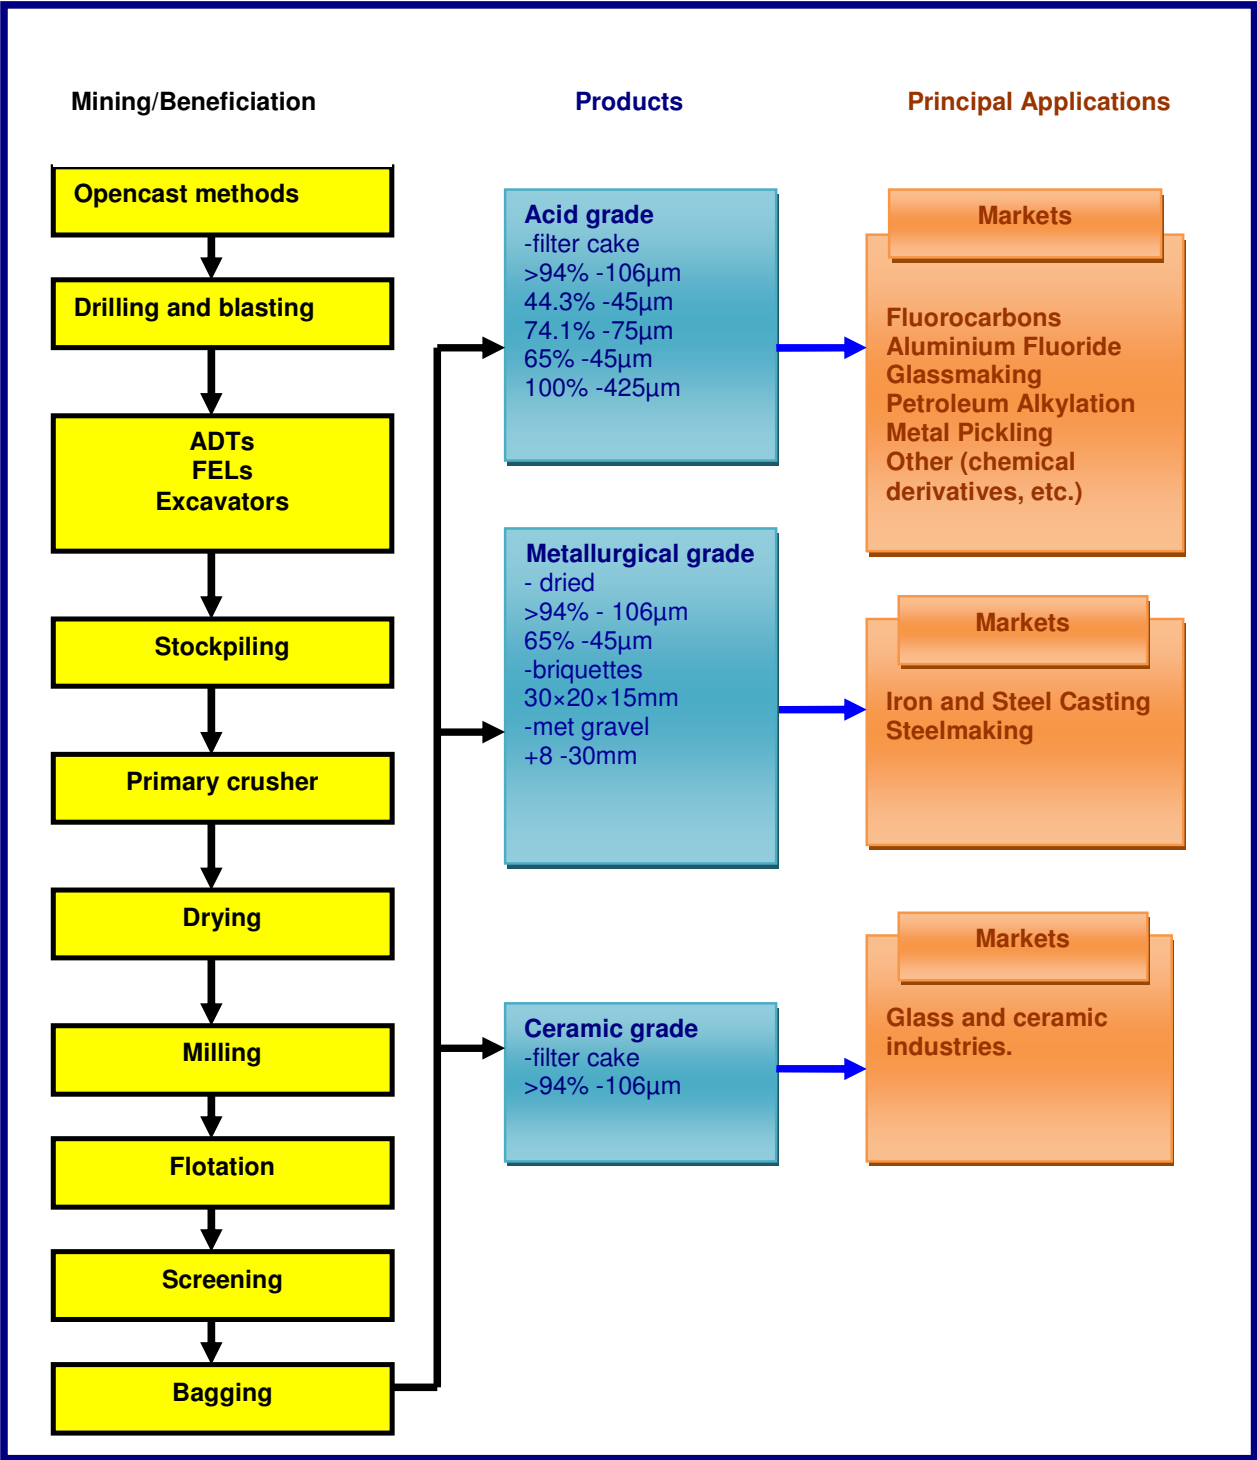 Mining/Beneficiation
Products
Principal Applications
Opencast methods
Drilling and blasting
ADTs
FELs
Excavators
Stockpiling
Primary crusher
Drying
Milling
Flotation
Screening
Bagging
Acid grade
-filter cake
>94% -106µm
44.3% -45µm
74.1% -75µm
65% -45µm
100% -425µm
Metallurgical grade
- dried
>94% - 106µm
65% -45µm
-briquettes
30×20×15mm
-met gravel
+8 -30mm
Ceramic grade
-filter cake
>94% -106µm
Markets
Fluorocarbons
Aluminium Fluoride
Glassmaking
Petroleum Alkylation
Metal Pickling
Other (chemical
derivatives, etc.)
Markets
Iron and Steel Casting
Steelmaking
Markets
Glass and ceramic
industries.